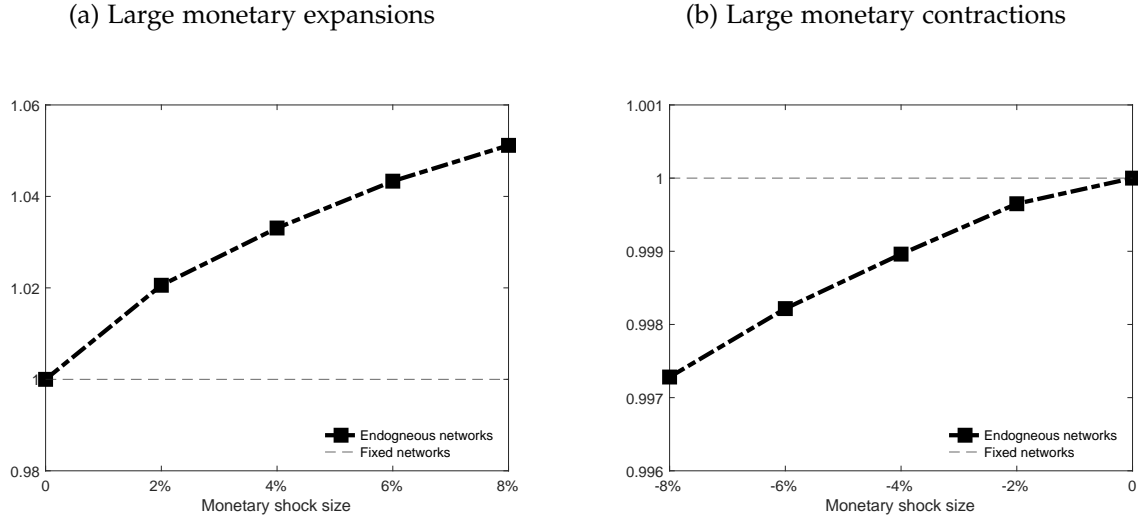 (a) Large monetary expansions
1.06
1.04
1.02
1
0.98
0
2%
4%
6%
8%
Monetary shock size
Endogneous networks
Fixed networks
(b) Large monetary contractions
1.001
1
0.999
0.998
0.997
0.996
-8%
-6%
-4%
-2%
0
Monetary shock size
Endogneous networks
Fixed networks